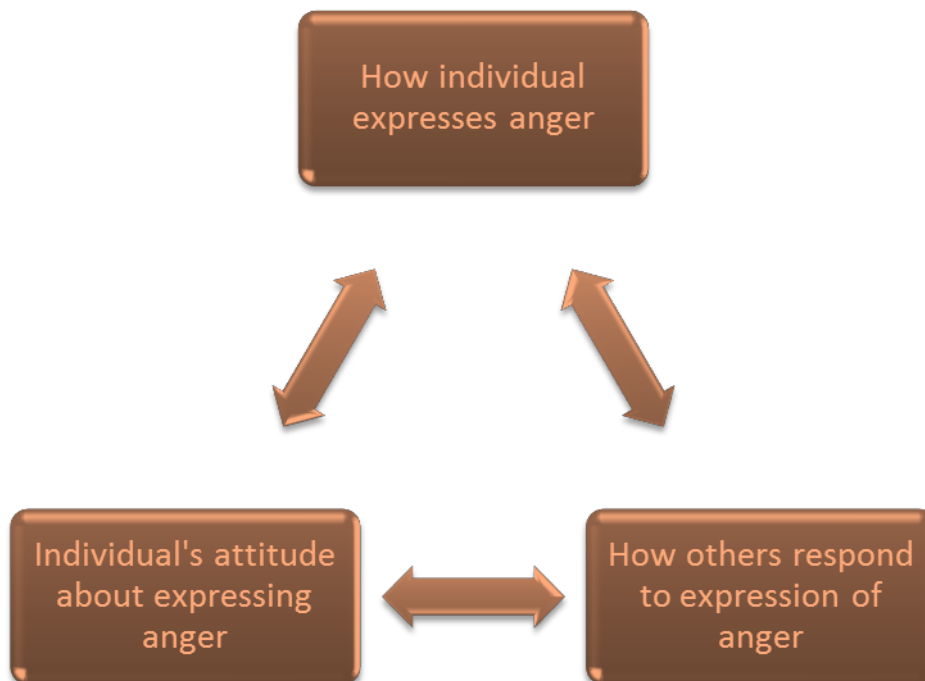 How individual
expresses anger
Individual's attitude
about expressing
anger
How others respond
to expression of
anger